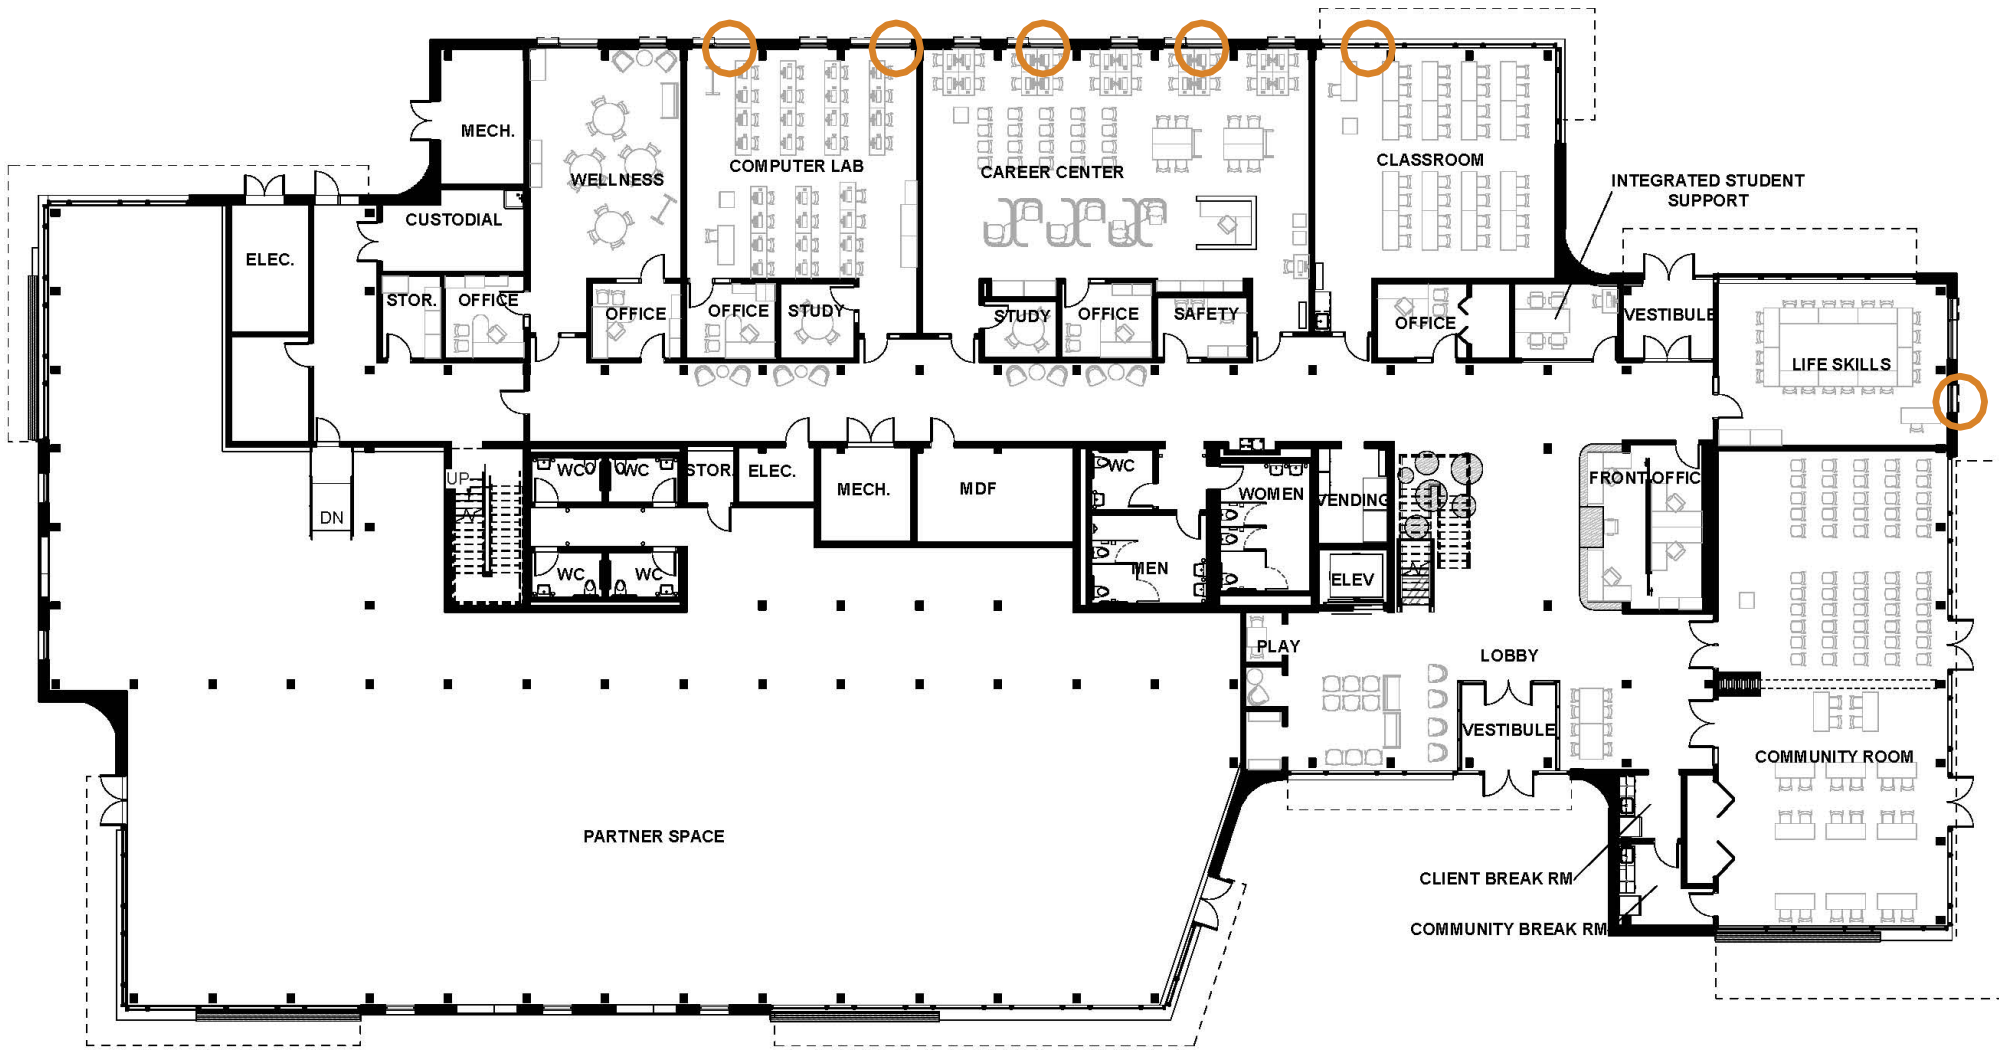 MECH.
COMPUTER LAB
CAREER CENTER
CLASSROOM
WELLNESS
INTEGRATED STUDENT
SUPPORT
CUSTODIAL
ELEC.
STOR.
OFFICE
OFFICE
OFFICE
STUDY
STUDY
OFFICE
SAFETY
OFFICE
VESTIBULE
LIFE SKILLS
UP
WC
WC
STOR.
ELEC.
MECH.
MDF
WC
WOMEN
VENDING
FRONT OFFIC
DN
WC
WC
MEN
ELEV
PLAY
LOBBY
VESTIBULE
COMMUNITY ROOM
PARTNER SPACE
CLIENT BREAK RM
COMMUNITY BREAK RM